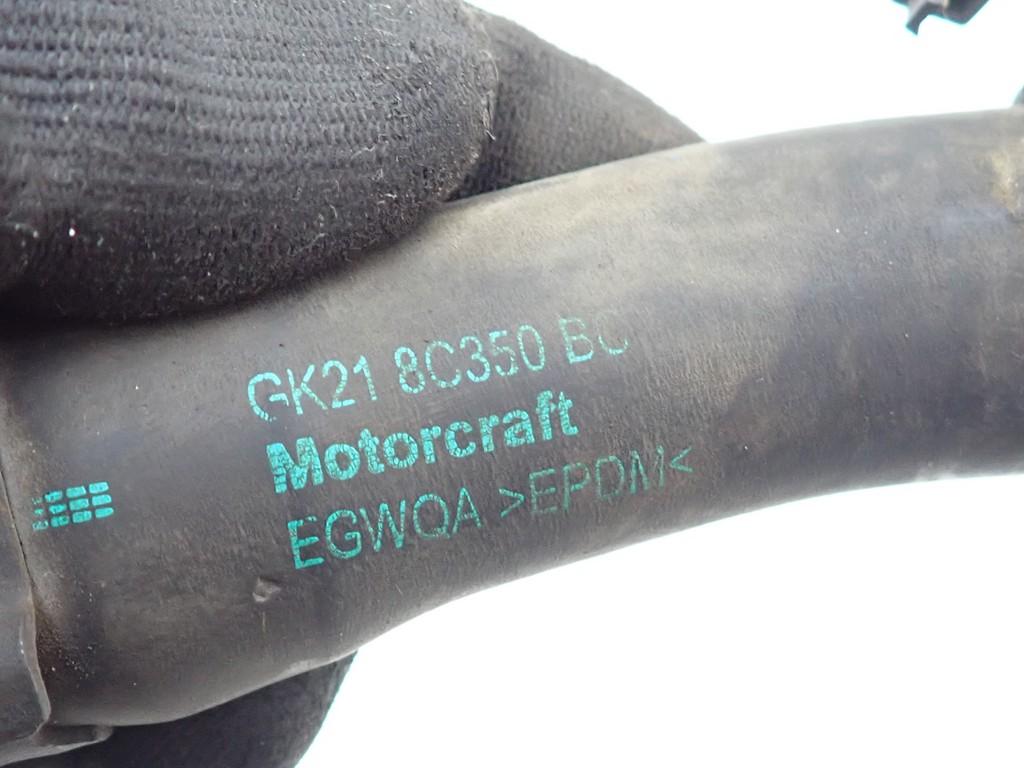 GK21 8C350 BC
Motorcraft
EGWQA >EPDM<